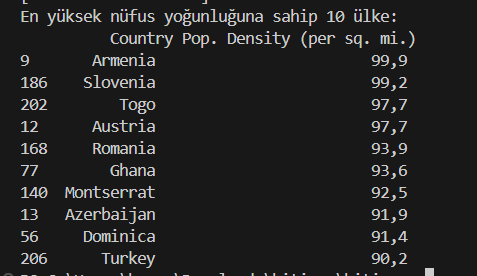 En yüksek nüfus yoğunluğuna sahip 10 ülke:
Country Pop. Density (per sq. mi.)
9 Armenia 99,9
186 Slovenia 99,2
202 Togo 97,7
12 Austria 97,7
168 Romania 93,9
77 Ghana 93,6
140 Montserrat 92,5
13 Azerbaijan 91,9
56 Dominica 91,4
206 Turkey 90,2